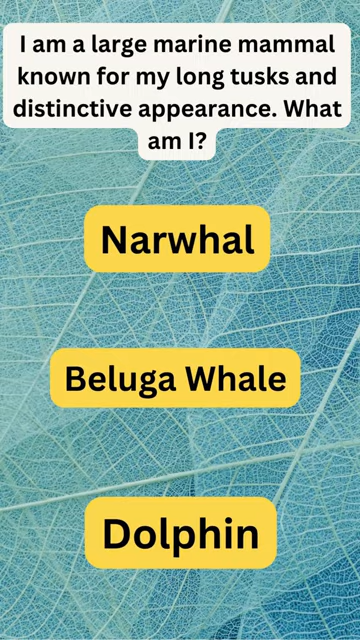 I am a large marine mammal
known for my long tusks and
distinctive appearance. What
am I?
Narwhal
Beluga Whale
Dolphin